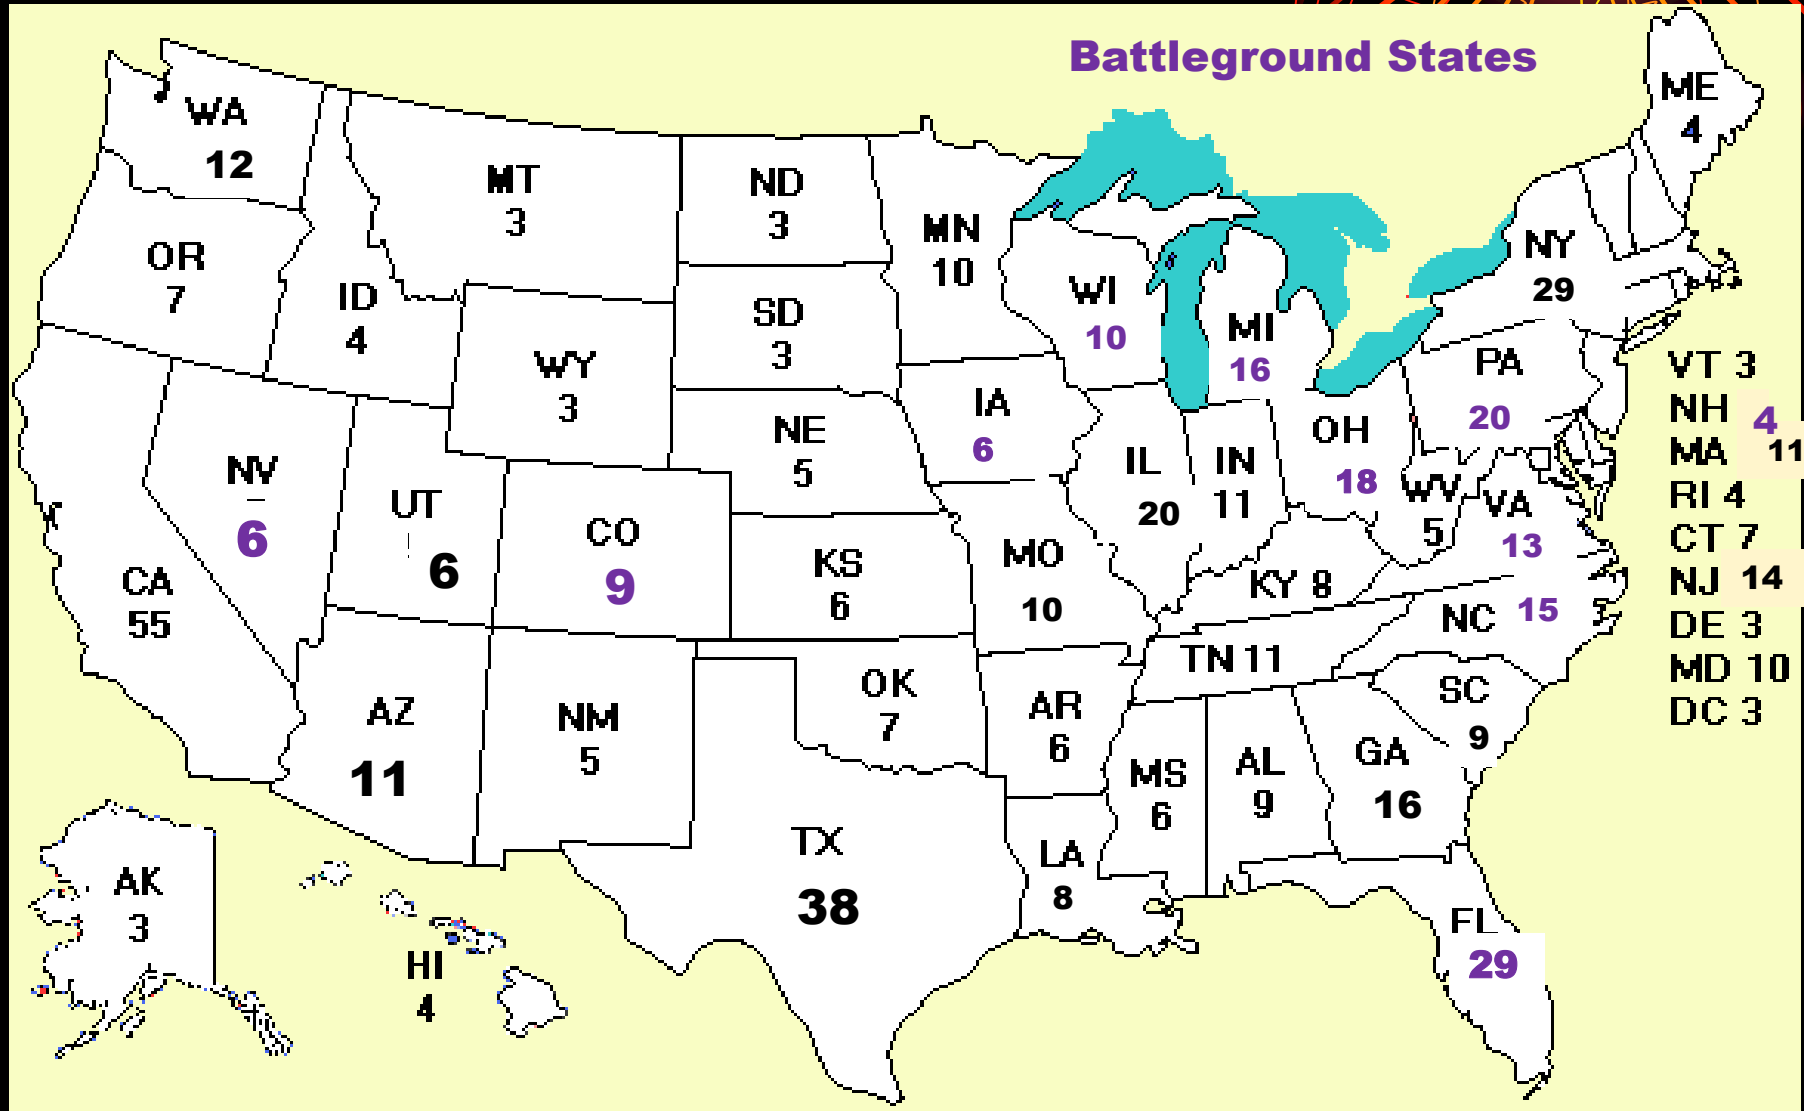 Battleground States
WA
12
OR
7
CA
55
NV
6
ID
4
MT
3
WY
3
UT
6
CO
9
AZ
11
NM
5
ND
3
SD
3
NE
5
KS
6
OK
7
TX
38
MN
10
IA
6
MO
10
AR
6
LA
8
WI
10
IL
20
MI
16
IN
11
OH
18
KY 8
TN 11
MS
6
AL
9
GA
16
FL
29
SC
9
NC 15
VA
13
WV
5
PA
20
NY
29
ME
4
VT 3
NH 4
MA 11
RI 4
CT 7
NJ 14
DE 3
MD 10
DC 3
AK
3
HI
4